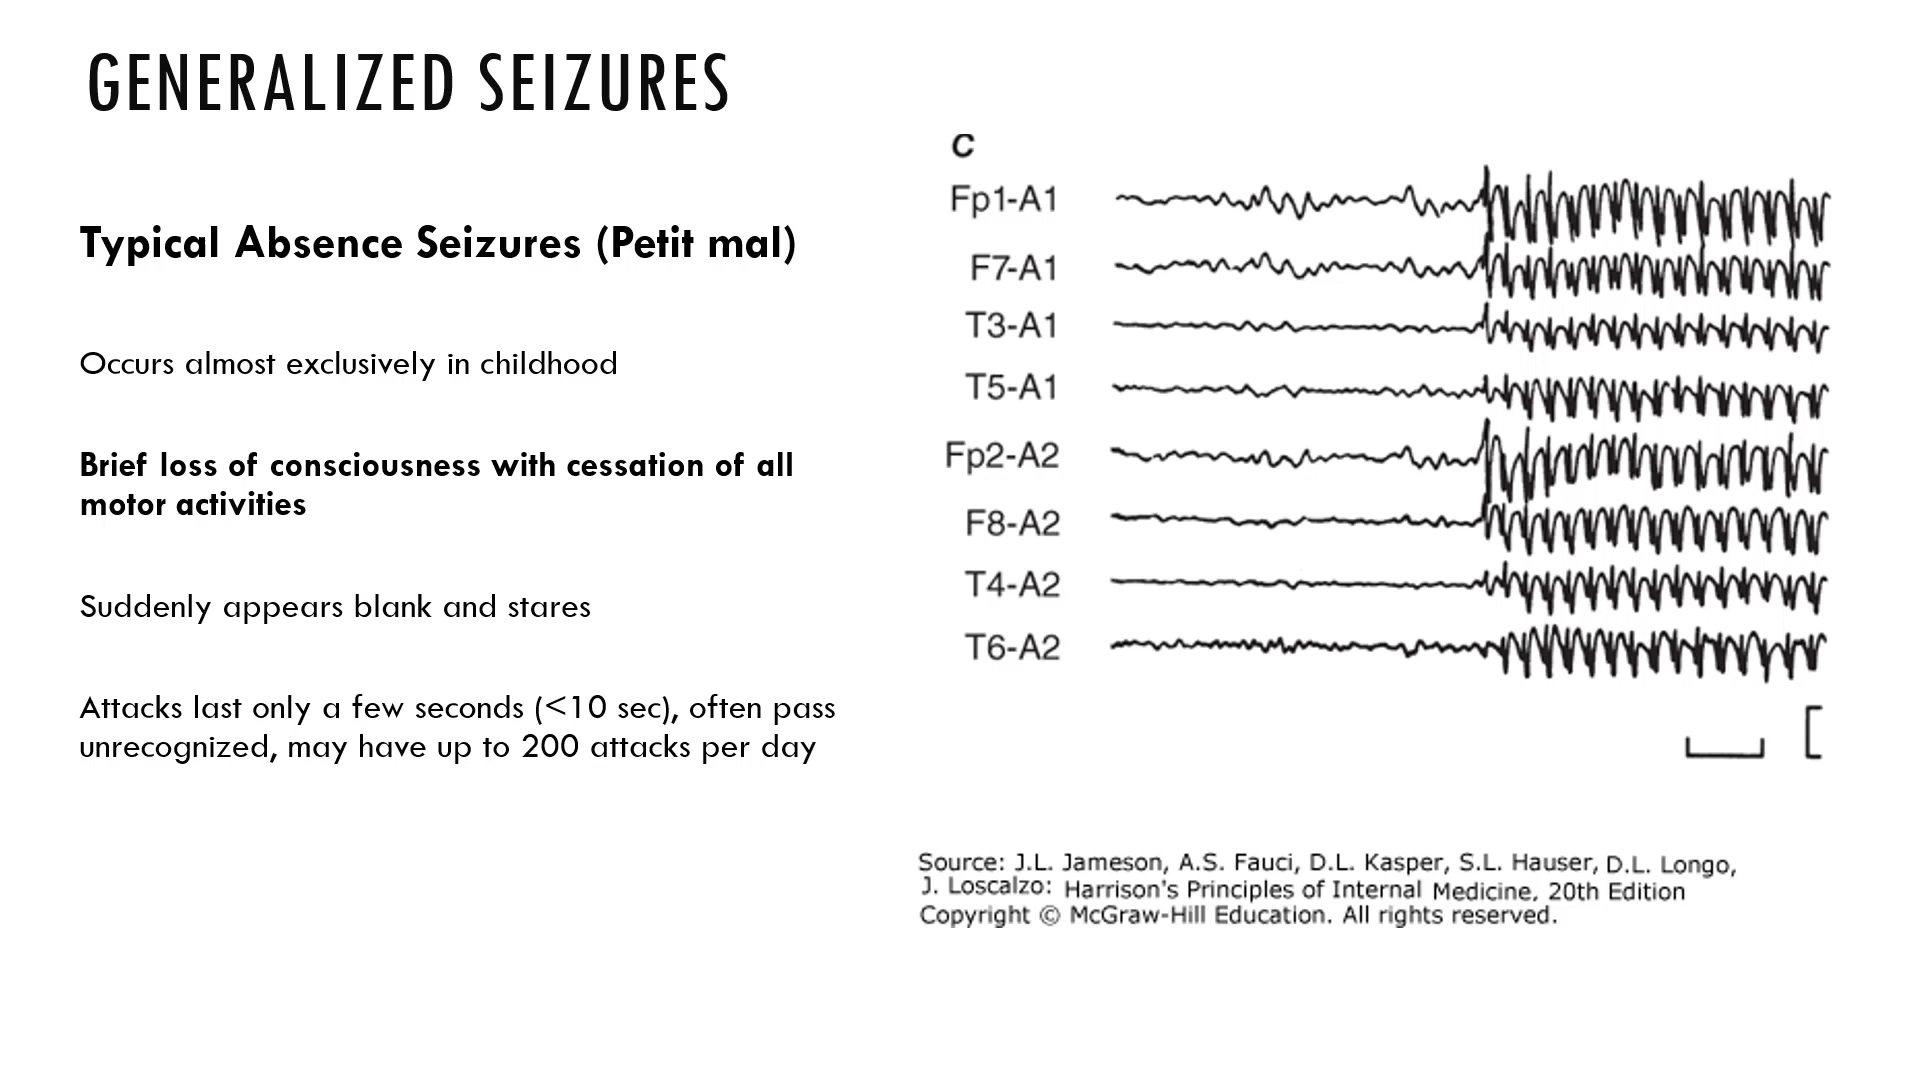 GENERALIZED SEIZURES
Typical Absence Seizures (Petit mal)
Occurs almost exclusively in childhood
Brief loss of consciousness with cessation of all
motor activities
Suddenly appears blank and stares
Attacks last only a few seconds (<10 sec), often pass
unrecognized, may have up to 200 attacks per day
C
Fp1-A1
F7-A1
T3-A1
T5-A1
Fp2-A2
F8-A2
T4-A2
T6-A2
Source: J.L. Jameson, A.S. Fauci, D.L. Kasper, S.L. Hauser, D.L. Longo,
J. Loscalzo: Harrison's Principles of Internal Medicine, 20th Edition
Copyright © McGraw-Hill Education. All rights reserved.